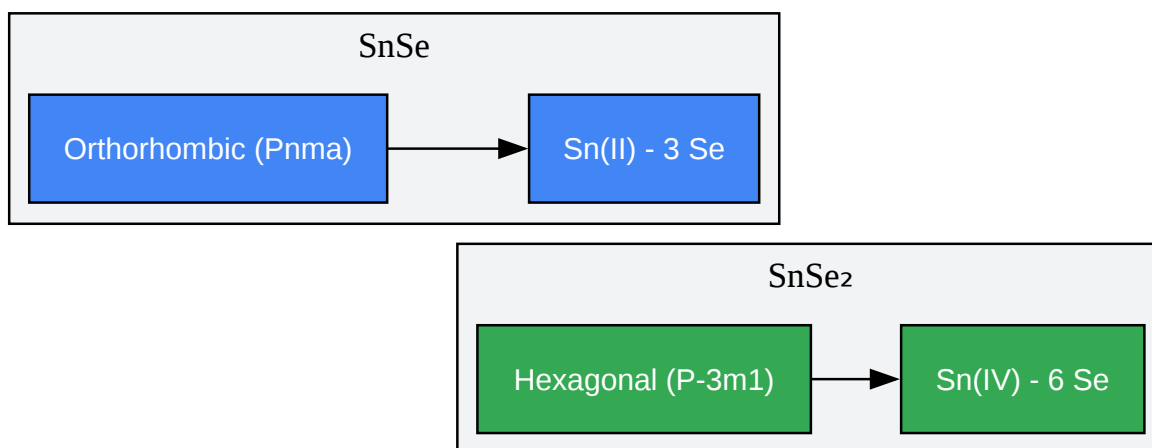 SnSe
Orthorhombic (Pnma)
Sn(II) - 3 Se
SnSe₂
Hexagonal (P-3m1)
Sn(IV) - 6 Se